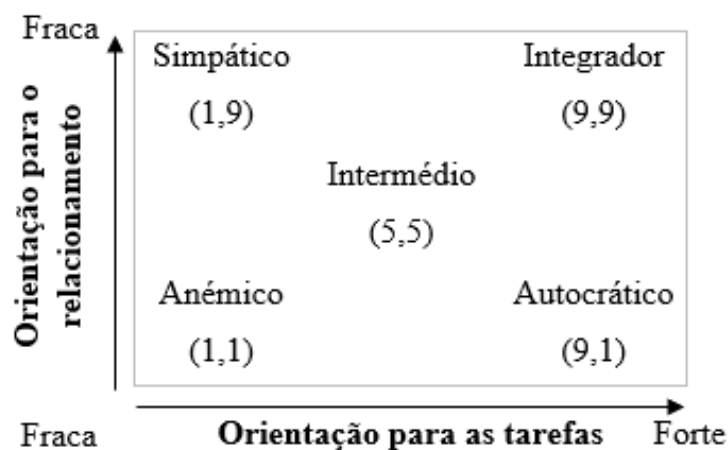 Fraca
Simpático
Integrador
(1,9)
(9,9)
Orientação para o
relacionamento
Intermédio
(5,5)
Anémico
Autocrático
(1,1)
(9,1)
Fraca
Orientação para as tarefas
Forte